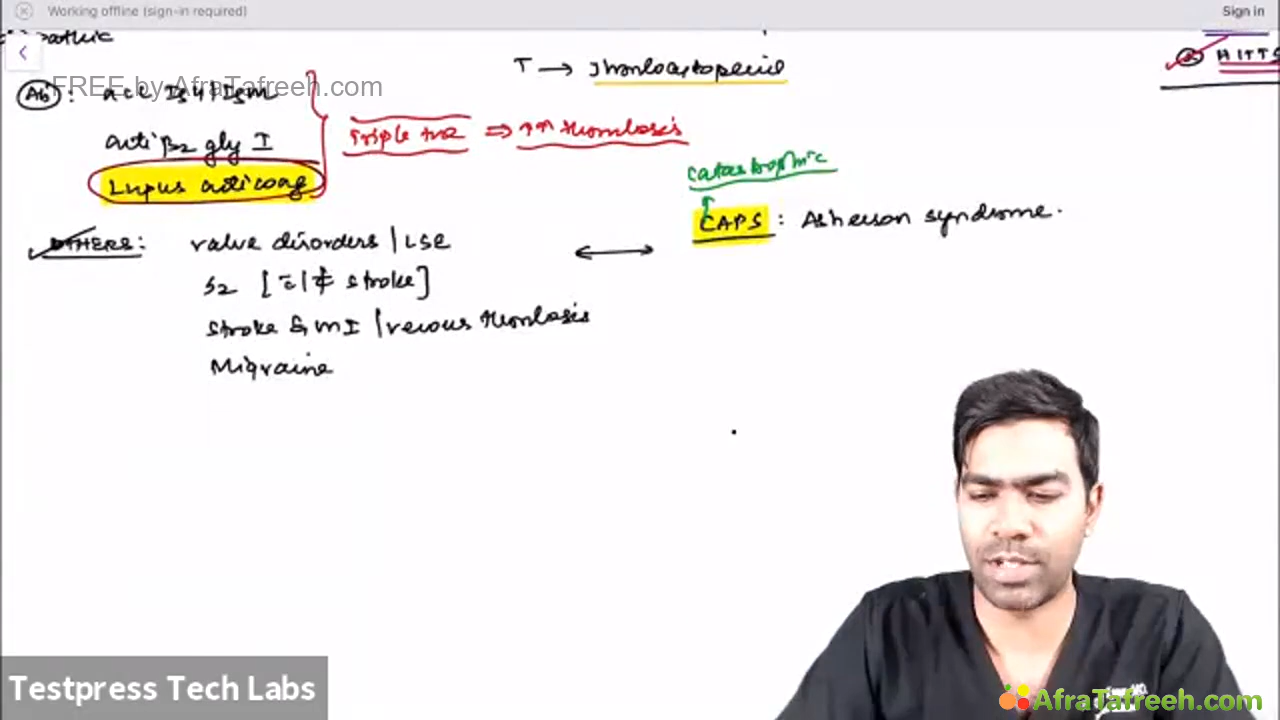 Working offline (sign-in required)
Sign in
T → Thrombocytopenia
HITTS
FREE by AfraTafreeh.com
Ab : aCL IgG | IgM
anti β2 gly I
Triple +ve ⇒ ↑↑ thrombosis
Lupus anticoag
catastrophic
↑
CAPS : Asherson syndrome.
OTHERS: valve disorders | LSE
Sz [c̄ | stroke]
stroke & MI | venous thrombosis
Migraine
Testpress Tech Labs
AfraTafreeh.com